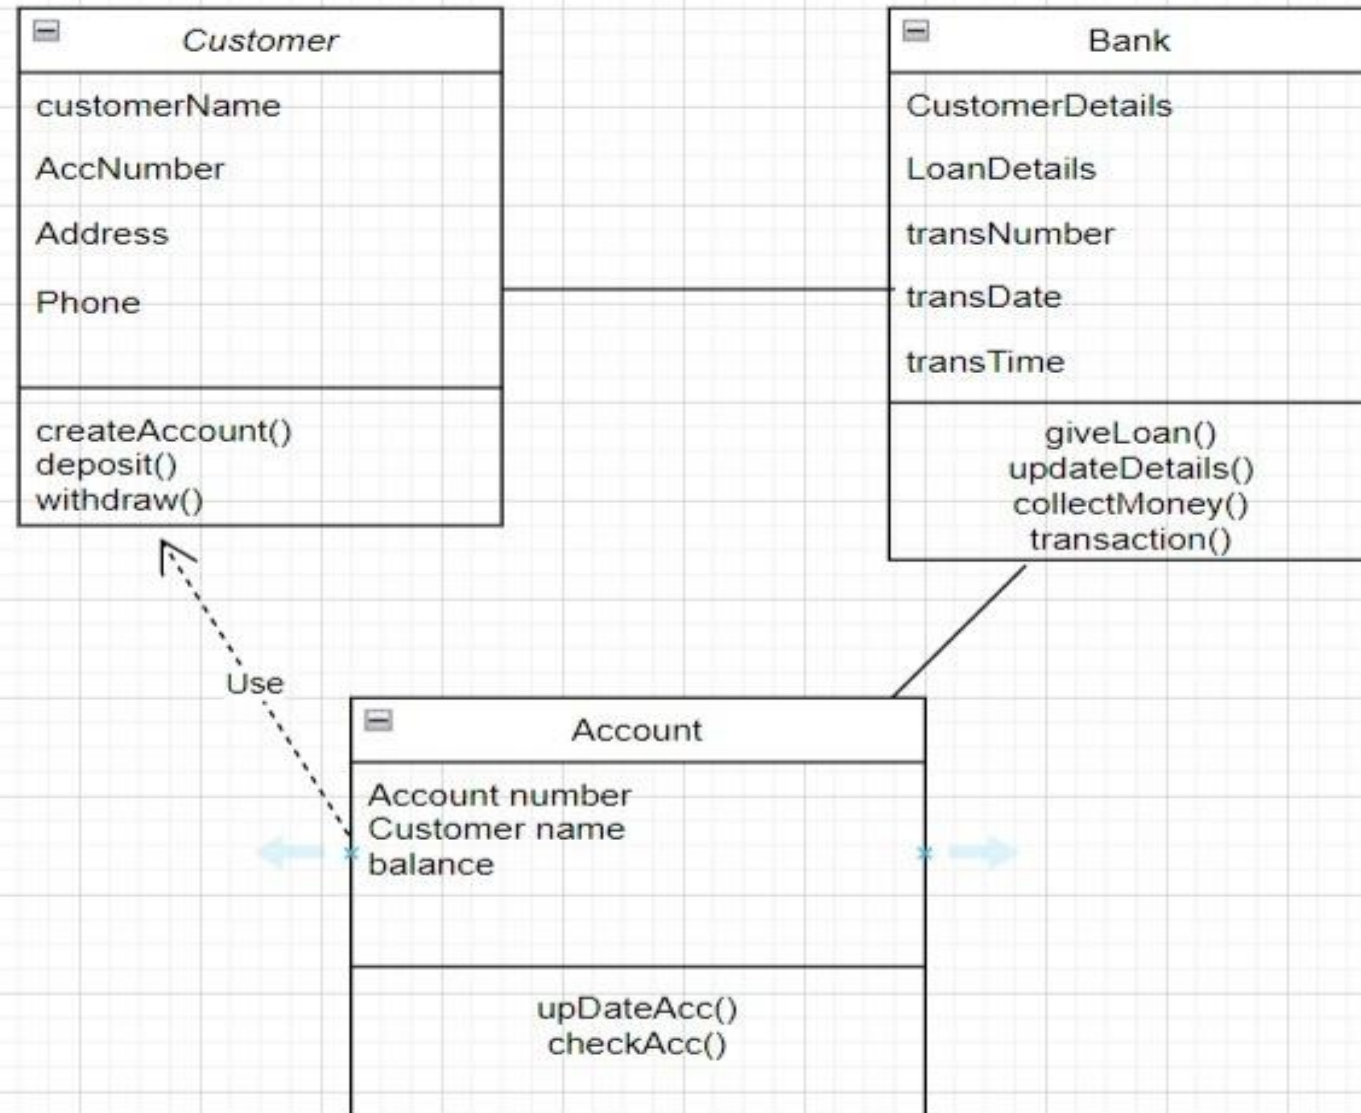 Customer
customerName
AccNumber
Address
Phone
createAccount()
deposit()
withdraw()
Bank
CustomerDetails
LoanDetails
transNumber
transDate
transTime
giveLoan()
updateDetails()
collectMoney()
transaction()
Use
Account
Account number
Customer name
balance
upDateAcc()
checkAcc()